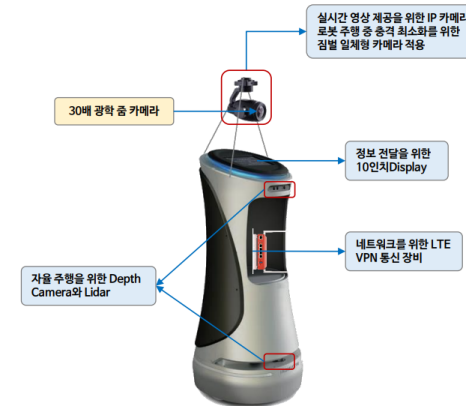 실시간 영상 제공을 위한 IP 카메라
로봇 주행 중 충격 최소화를 위한
짐벌 일체형 카메라 적용
30배 광학 줌 카메라
정보 전달을 위한
10인치Display
네트워크를 위한 LTE
VPN 통신 장비
자율 주행을 위한 Depth
Camera와 Lidar